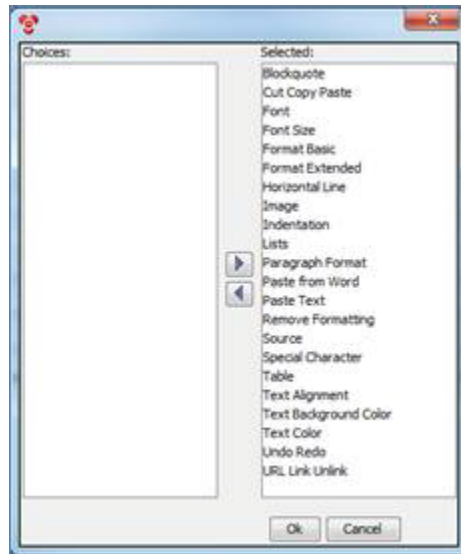 Choices:
Selected:
Blockquote
Cut Copy Paste
Font
Font Size
Format Basic
Format Extended
Horizontal Line
Image
Indentation
Lists
Paragraph Format
Paste from Word
Paste Text
Remove Formatting
Source
Special Character
Table
Text Alignment
Text Background Color
Text Color
Undo Redo
URL Link Unlink
Ok
Cancel